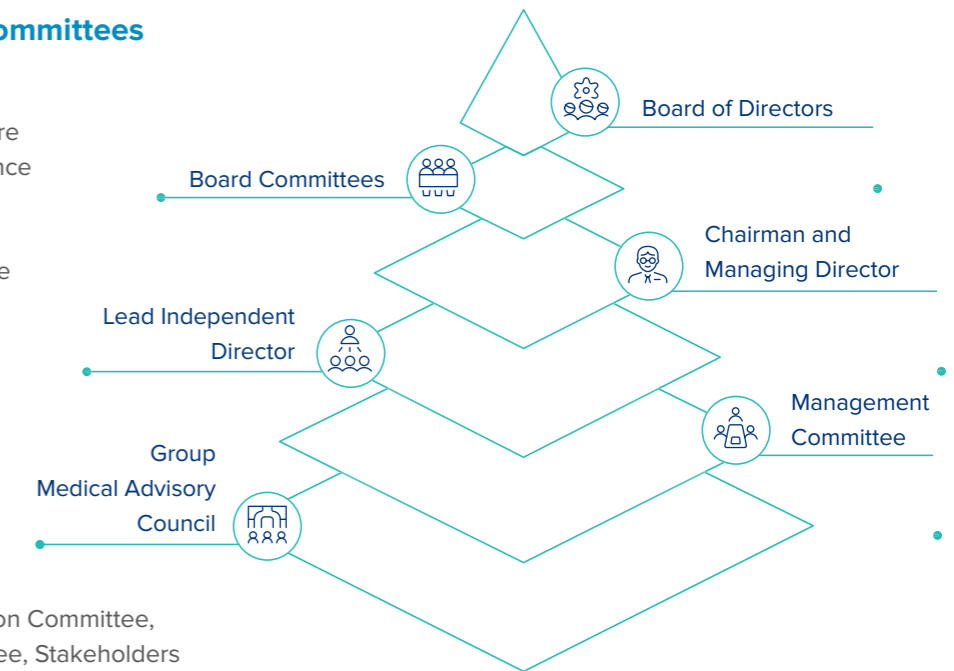 ommittees
re
nce
e
on Committee,
ee, Stakeholders
Board of Directors
Board Committees
Chairman and
Managing Director
Lead Independent
Director
Management
Committee
Group
Medical Advisory
Council